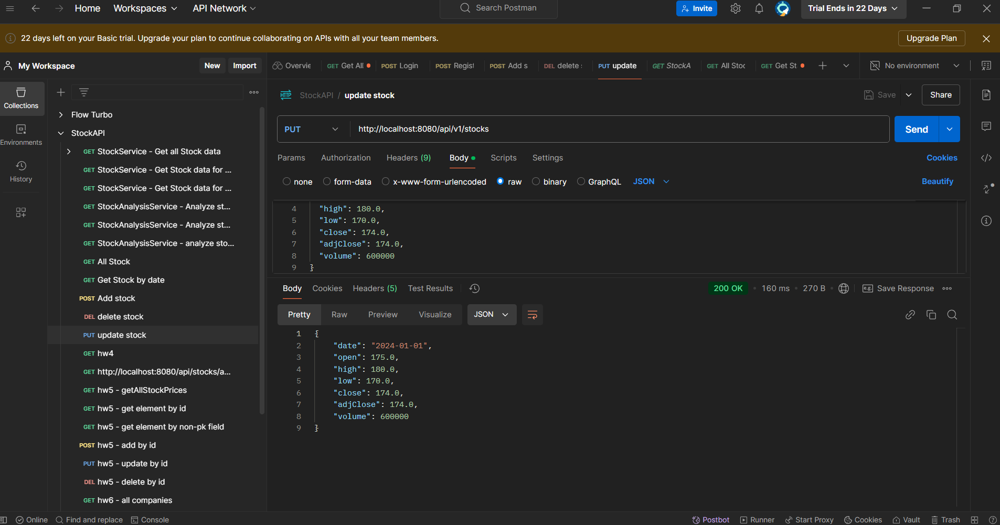 Home Workspaces API Network Search Postman Invite Trial Ends in 22 Days
22 days left on your Basic trial. Upgrade your plan to continue collaborating on APIs with all your team members. Upgrade Plan
My Workspace New Import
Overvie GET Get All POST Login POST Regist POST Add s DEL delete PUT update GET StockA GET All Stoc GET Get St No environment
Collections
Environments
History
Flow Turbo
StockAPI
GET StockService - Get all Stock data
GET StockService - Get Stock data for ...
GET StockService - Get Stock data for ...
GET StockAnalysisService - Analyze st...
GET StockAnalysisService - Analyze st...
GET StockAnalysisService - analyze sto...
GET All Stock
GET Get Stock by date
POST Add stock
DEL delete stock
PUT update stock
GET hw4
GET http://localhost:8080/api/stocks/a...
GET hw5 - getAllStockPrices
GET hw5 - get element by id
GET hw5 - get element by non-pk field
POST hw5 - add by id
PUT hw5 - update by id
DEL hw5 - delete by id
GET hw6 - all companies
HTTP StockAPI / update stock Save Share
PUT http://localhost:8080/api/v1/stocks Send
Params Authorization Headers (9) Body Scripts Settings Cookies
none form-data x-www-form-urlencoded raw binary GraphQL JSON Beautify
4 "high": 180.0,
5 "low": 170.0,
6 "close": 174.0,
7 "adjClose": 174.0,
8 "volume": 600000
9 }
Body Cookies Headers (5) Test Results 200 OK • 160 ms • 270 B • e.g. Save Response
Pretty Raw Preview Visualize JSON
1 {
2 "date": "2024-01-01",
3 "open": 175.0,
4 "high": 180.0,
5 "low": 170.0,
6 "close": 174.0,
7 "adjClose": 174.0,
8 "volume": 600000
9 }
Online Find and replace Console Postbot Runner Start Proxy Cookies Vault Trash